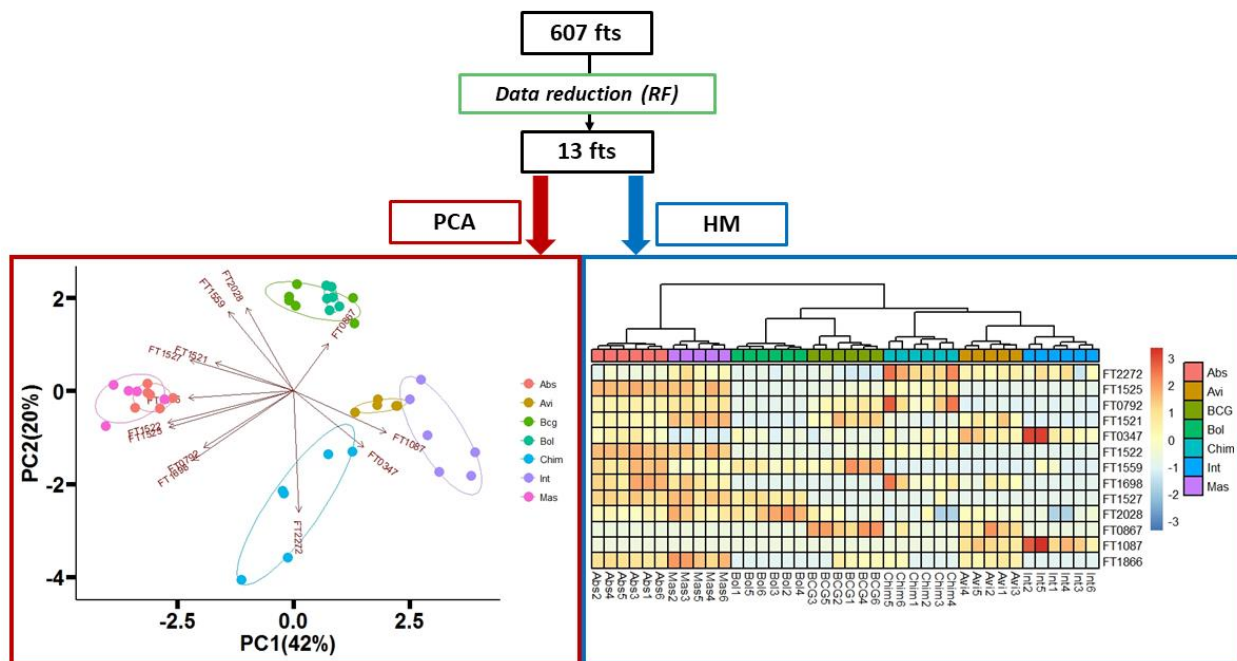 607 fts
Data reduction (RF)
13 fts
PCA
HM
2
0
-2
-4
-2.5
0.0
2.5
PC1(42%)
PC2(20%)
FT2028
FT1559
FT0867
FT1527
FT1521
FT1522
FT1525
FT0792
FT1698
FT2272
FT0347
FT1087
Abs
Avi
Bcg
Bol
Chim
Int
Mas
FT2272
FT1525
FT0792
FT1521
FT0347
FT1522
FT1559
FT1698
FT1527
FT2028
FT0867
FT1087
FT1866
Abs2
Abs4
Abs5
Abs3
Abs1
Abs6
Mas2
Mas3
Mas5
Mas4
Mas6
Bol1
Bol5
Bol6
Bol3
Bol2
Bol4
BCG3
BCG5
BCG2
BCG1
BCG4
BCG6
Chim5
Chim6
Chim1
Chim2
Chim3
Chim4
Avi4
Avi5
Avi2
Avi1
Avi3
Int2
Int5
Int1
Int4
Int3
Int6
3
2
1
0
-1
-2
-3
Abs
Avi
BCG
Bol
Chim
Int
Mas